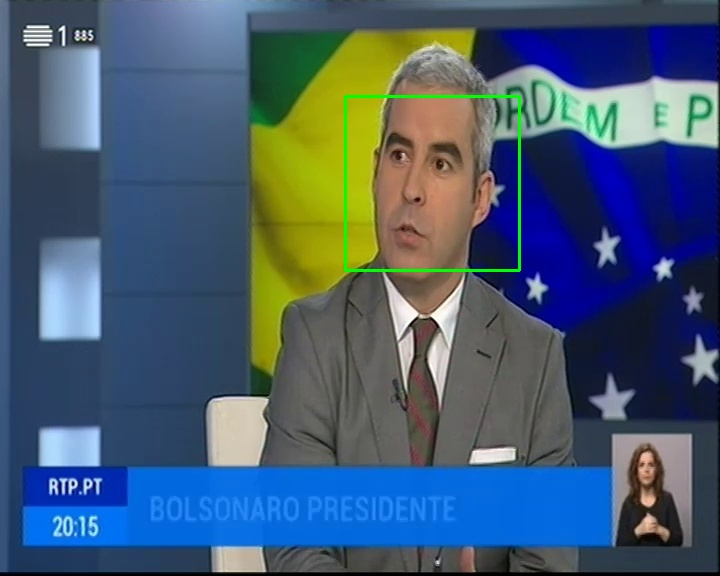 1 885
ORDEM E P
RTP.PT
20:15
BOLSONARO PRESIDENTE